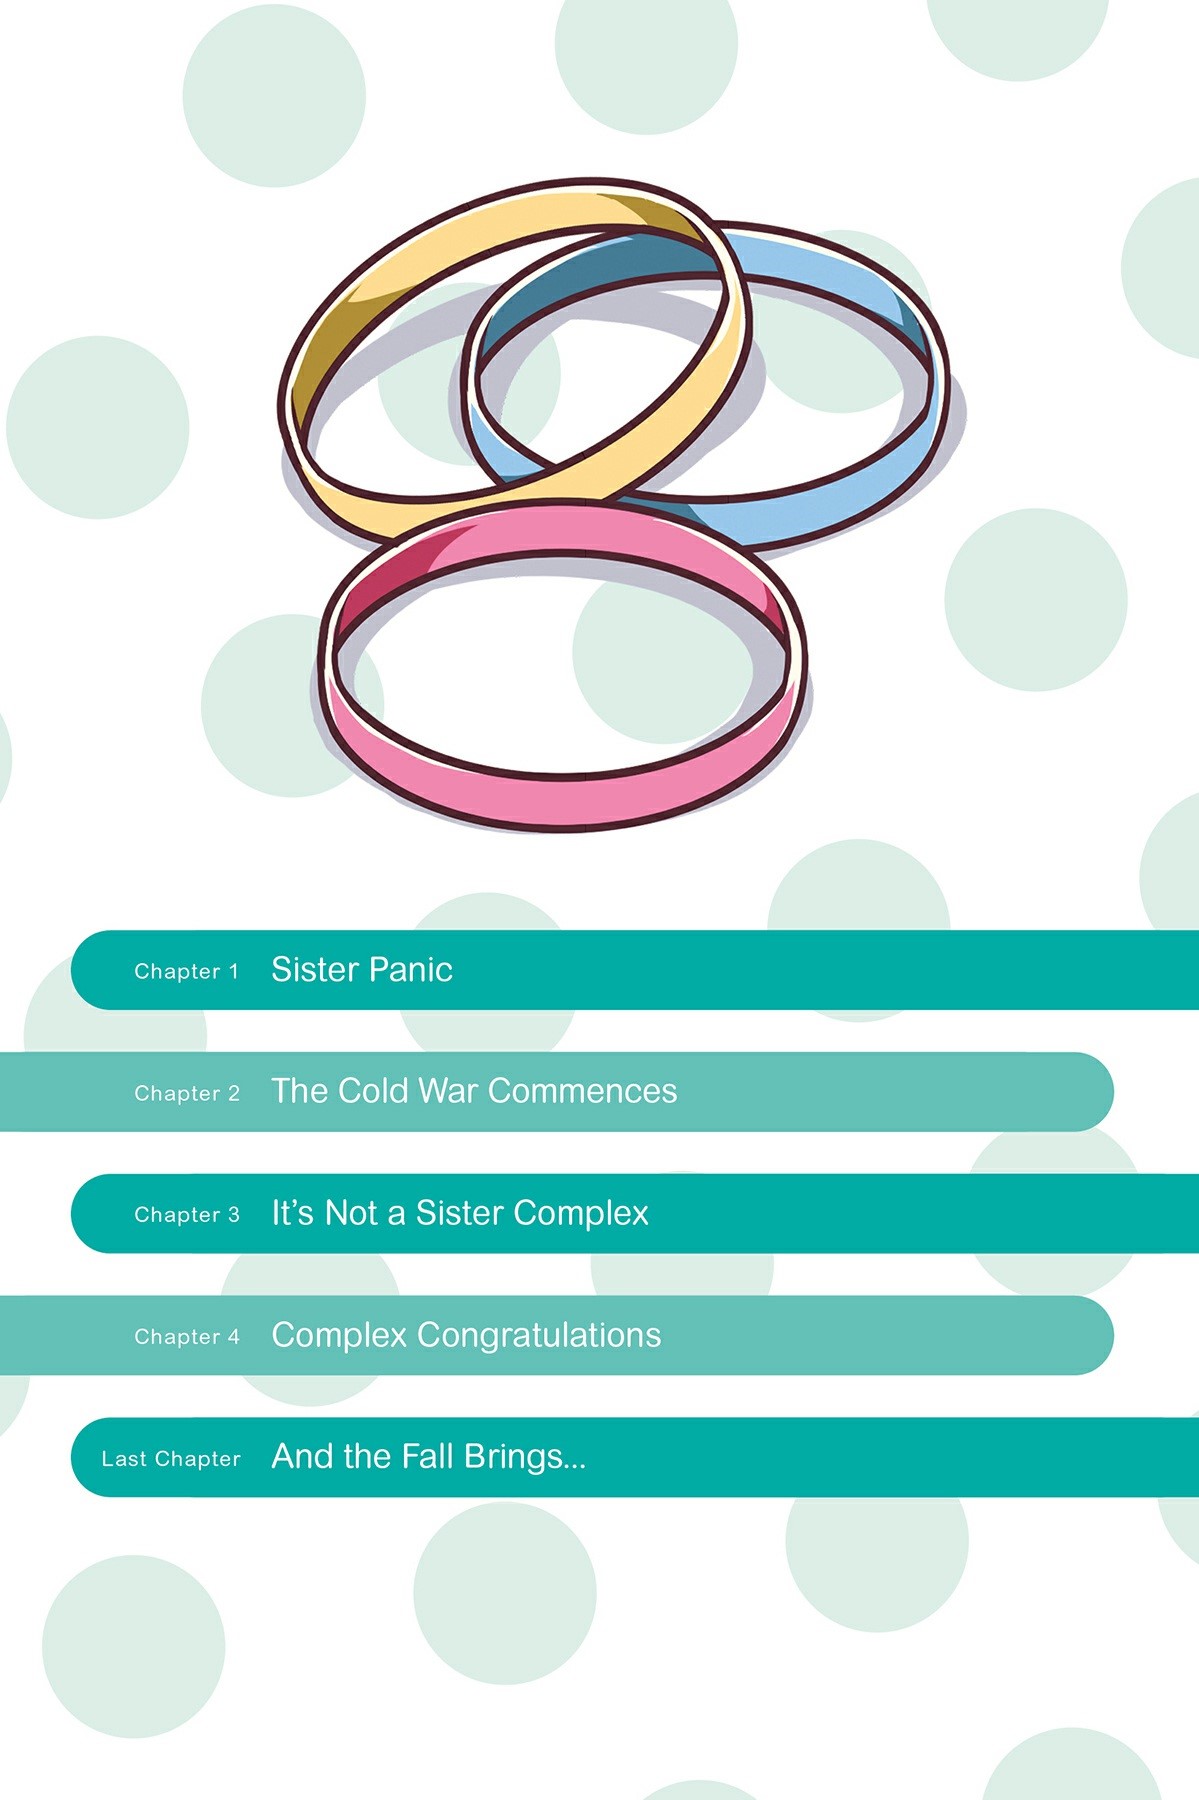 Chapter 1 Sister Panic
Chapter 2 The Cold War Commences
Chapter 3 It’s Not a Sister Complex
Chapter 4 Complex Congratulations
Last Chapter And the Fall Brings...